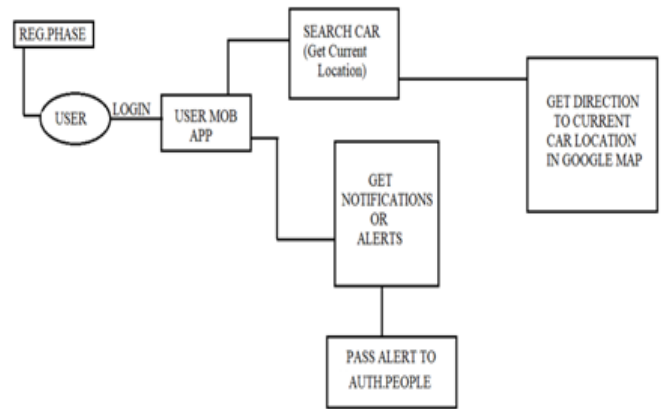 REG.PHASE
USER
LOGIN
USER MOB
APP
SEARCH CAR
(Get Current
Location)
GET DIRECTION
TO CURRENT
CAR LOCATION
IN GOOGLE MAP
GET
NOTIFICATIONS
OR
ALERTS
PASS ALERT TO
AUTH.PEOPLE